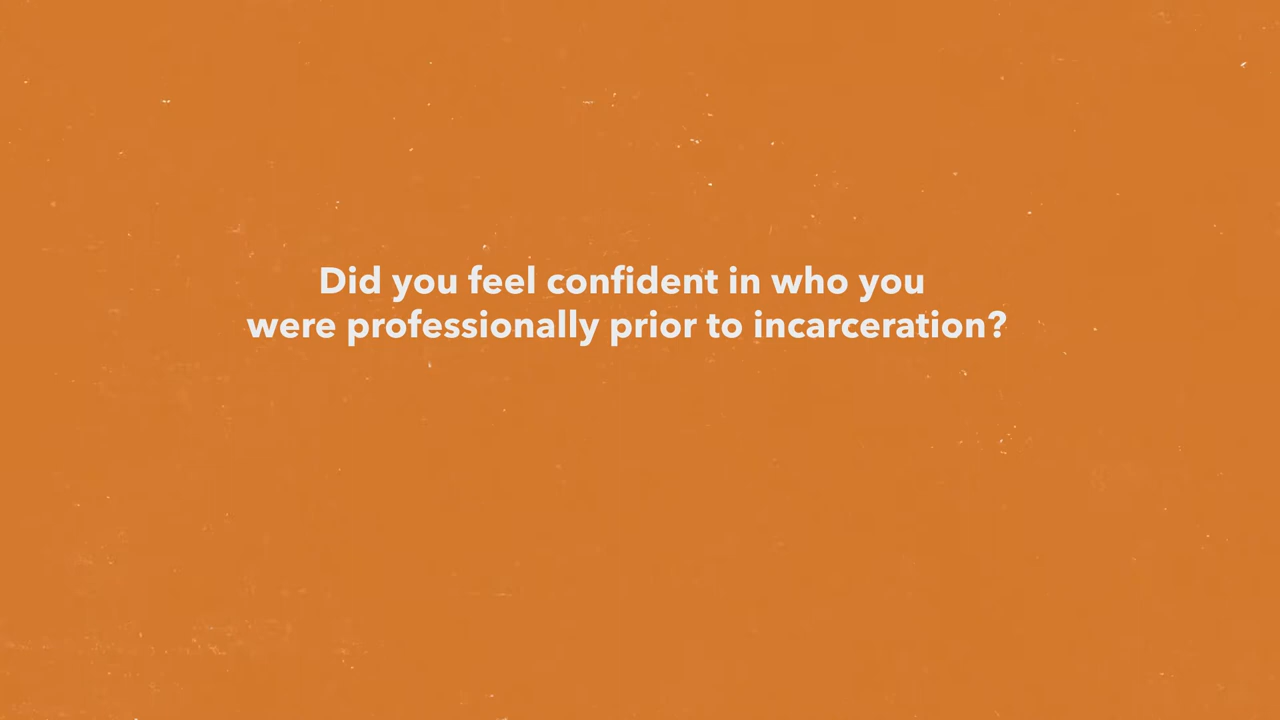 Did you feel confident in who you
were professionally prior to incarceration?